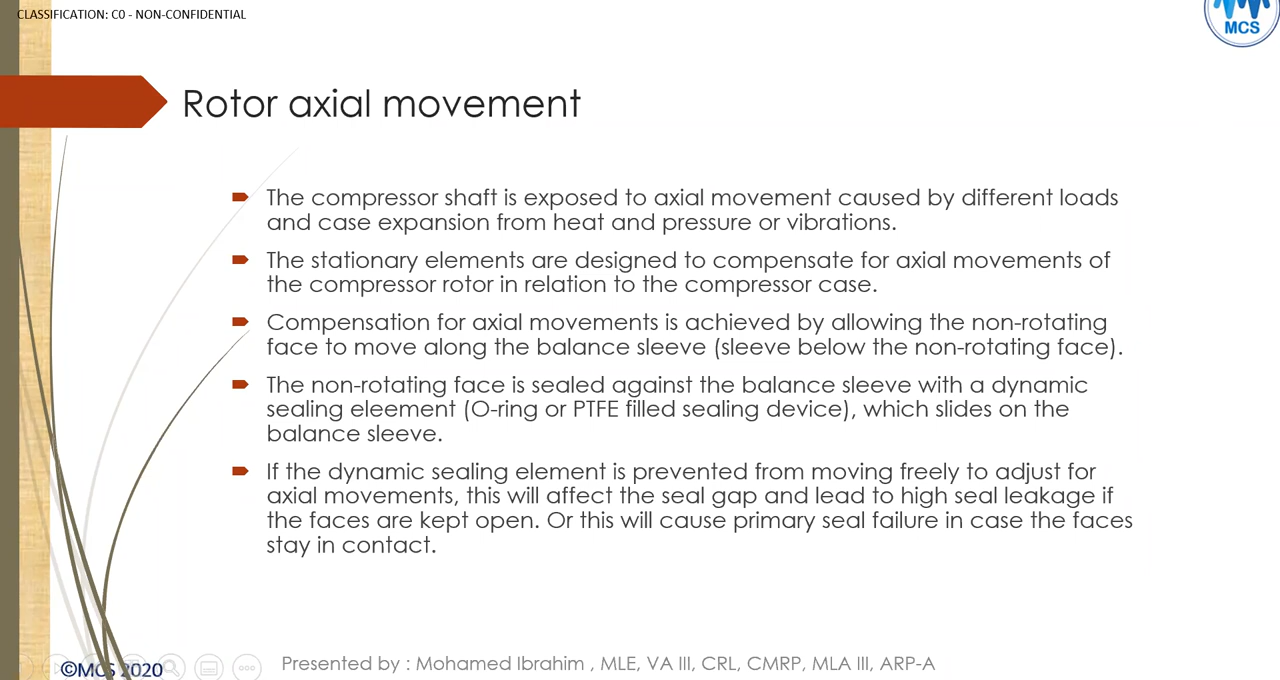 CLASSIFICATION: C0 - NON-CONFIDENTIAL
MCS
Rotor axial movement
The compressor shaft is exposed to axial movement caused by different loads
and case expansion from heat and pressure or vibrations.
The stationary elements are designed to compensate for axial movements of
the compressor rotor in relation to the compressor case.
Compensation for axial movements is achieved by allowing the non-rotating
face to move along the balance sleeve (sleeve below the non-rotating face).
The non-rotating face is sealed against the balance sleeve with a dynamic
sealing eleement (O-ring or PTFE filled sealing device), which slides on the
balance sleeve.
If the dynamic sealing element is prevented from moving freely to adjust for
axial movements, this will affect the seal gap and lead to high seal leakage if
the faces are kept open. Or this will cause primary seal failure in case the faces
stay in contact.
©MCS 2020
Presented by : Mohamed Ibrahim , MLE, VA III, CRL, CMRP, MLA III, ARP-A